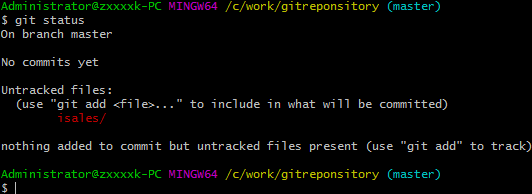 Administrator@zxxxxk-PC MINGW64 /c/work/gitreponsitory (master)
$ git status
On branch master
No commits yet
Untracked files:
(use "git add <file>..." to include in what will be committed)
isales/
nothing added to commit but untracked files present (use "git add" to track)
Administrator@zxxxxk-PC MINGW64 /c/work/gitreponsitory (master)
$